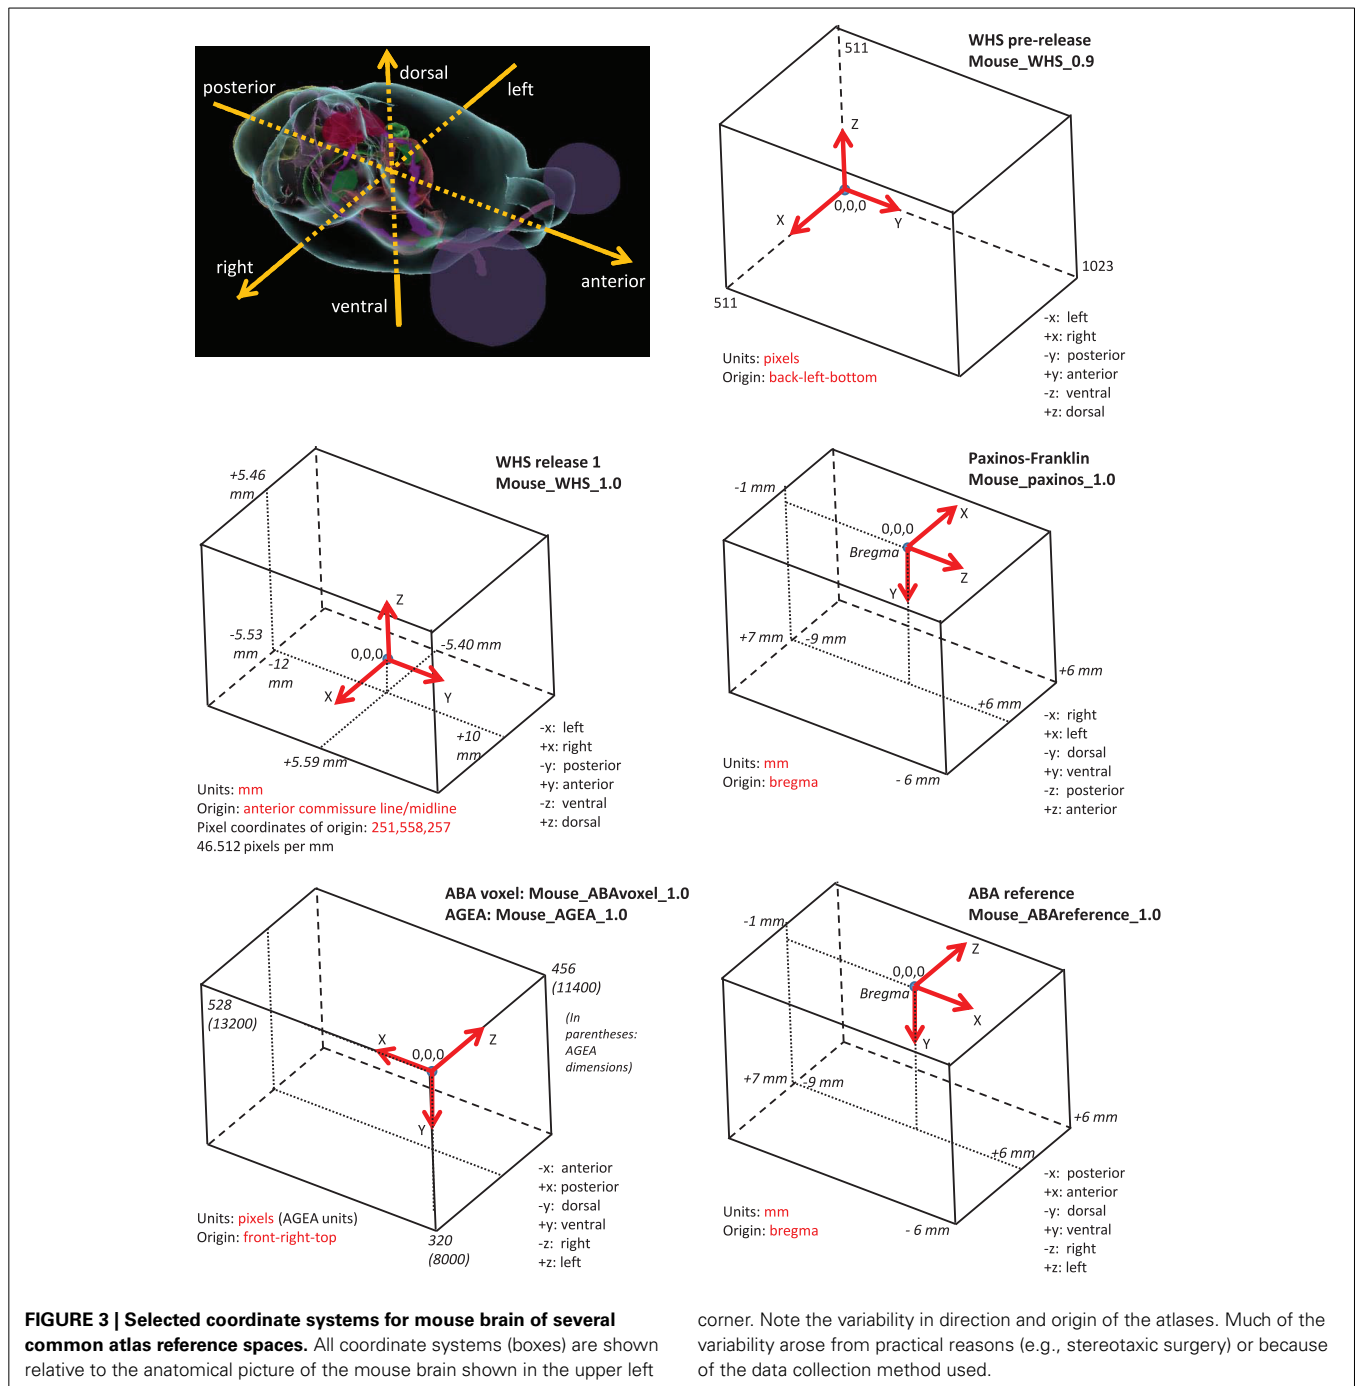 posterior
dorsal
left
right
ventral
anterior
WHS pre-release
Mouse_WHS_0.9
511
Z
0,0,0
X
Y
1023
511
-x: left
+x: right
-y: posterior
+y: anterior
-z: ventral
+z: dorsal
Units: pixels
Origin: back-left-bottom
WHS release 1
Mouse_WHS_1.0
+5.46
mm
Z
-5.53
mm
0,0,0
-5.40 mm
-12
mm
X
Y
+10
mm
+5.59 mm
-x: left
+x: right
-y: posterior
+y: anterior
-z: ventral
+z: dorsal
Units: mm
Origin: anterior commissure line/midline
Pixel coordinates of origin: 251,558,257
46.512 pixels per mm
Paxinos-Franklin
Mouse_paxinos_1.0
-1 mm
X
0,0,0
Bregma
Z
Y
+7 mm
-9 mm
+6 mm
+6 mm
- 6 mm
-x: right
+x: left
-y: dorsal
+y: ventral
-z: posterior
+z: anterior
Units: mm
Origin: bregma
ABA voxel: Mouse_ABAvoxel_1.0
AGEA: Mouse_AGEA_1.0
456
(11400)
528
(13200)
(In
parentheses:
AGEA
dimensions)
X
Z
0,0,0
Y
320
(8000)
-x: anterior
+x: posterior
-y: dorsal
+y: ventral
-z: right
+z: left
Units: pixels (AGEA units)
Origin: front-right-top
ABA reference
Mouse_ABAreference_1.0
-1 mm
Z
0,0,0
Bregma
X
Y
+7 mm
-9 mm
+6 mm
+6 mm
- 6 mm
-x: posterior
+x: anterior
-y: dorsal
+y: ventral
-z: right
+z: left
Units: mm
Origin: bregma
FIGURE 3 | Selected coordinate systems for mouse brain of several
common atlas reference spaces. All coordinate systems (boxes) are shown
relative to the anatomical picture of the mouse brain shown in the upper left
corner. Note the variability in direction and origin of the atlases. Much of the
variability arose from practical reasons (e.g., stereotaxic surgery) or because
of the data collection method used.